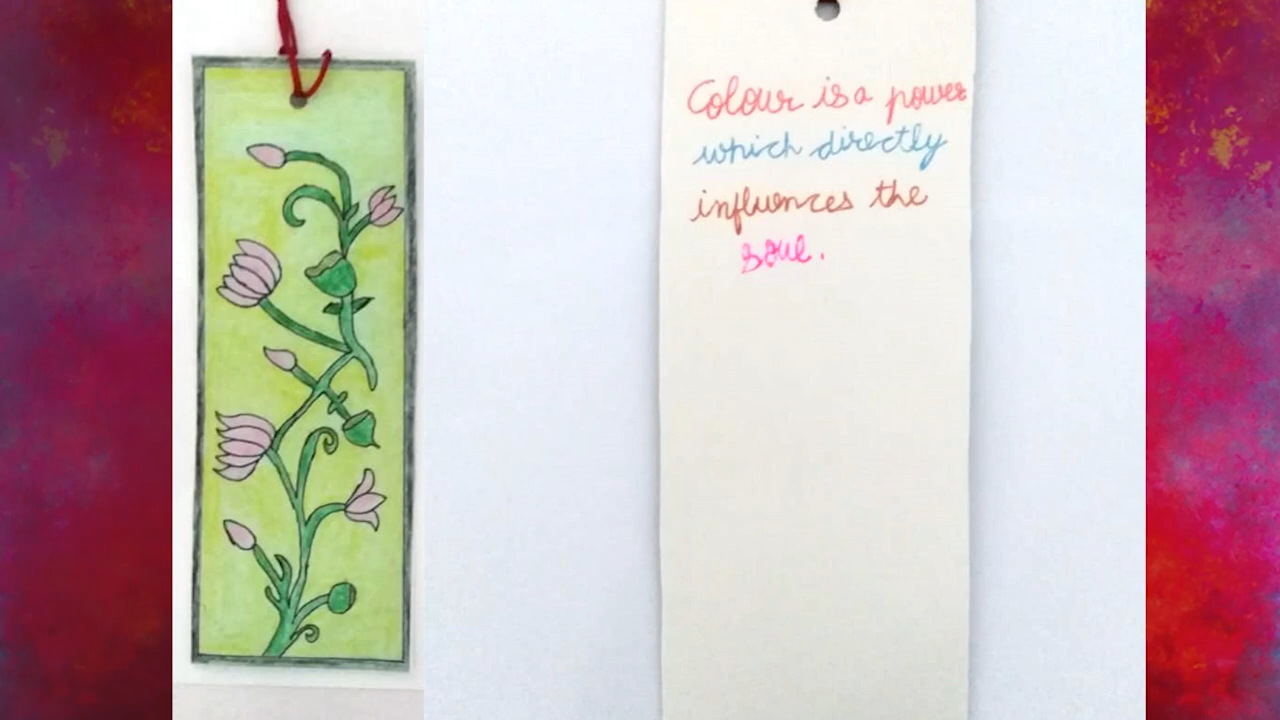 Colour is a power
which directly
influences the
soul.